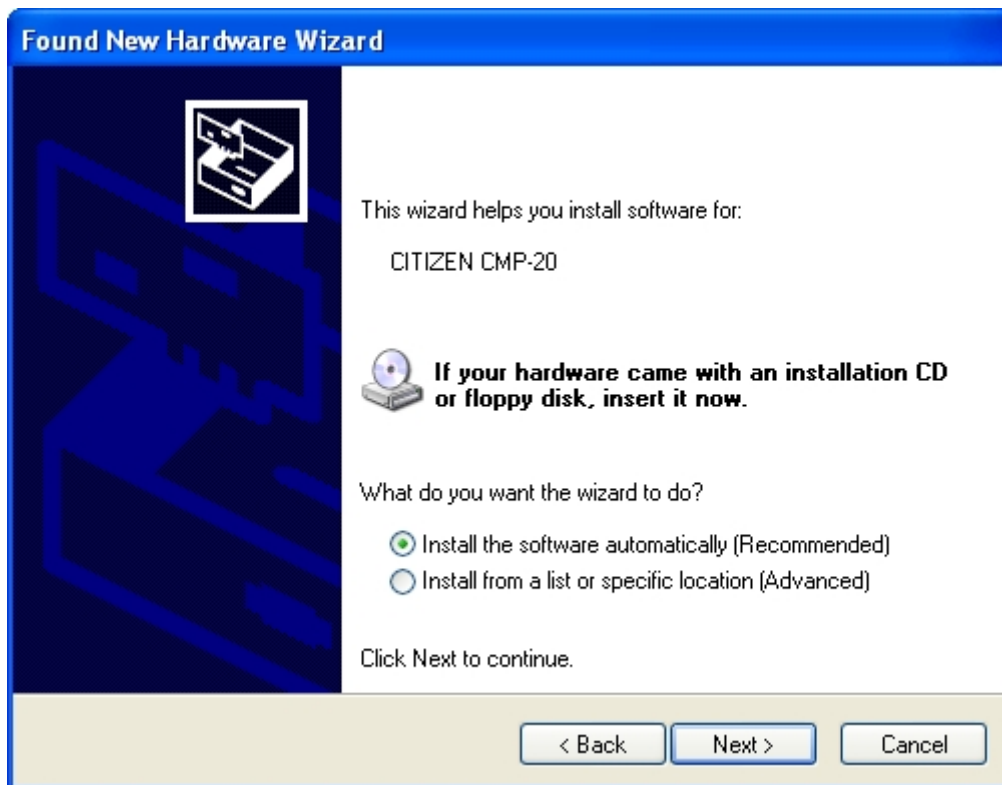 Found New Hardware Wizard
This wizard helps you install software for:
CITIZEN CMP-20
If your hardware came with an installation CD
or floppy disk, insert it now.
What do you want the wizard to do?
Install the software automatically (Recommended)
Install from a list or specific location (Advanced)
Click Next to continue.
< Back
Next >
Cancel